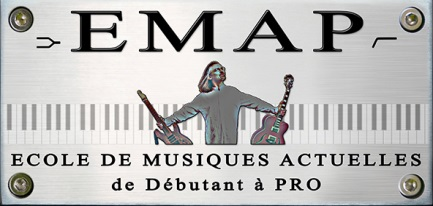 EMAP
ECOLE DE MUSIQUES ACTUELLES
de Débutant à PRO